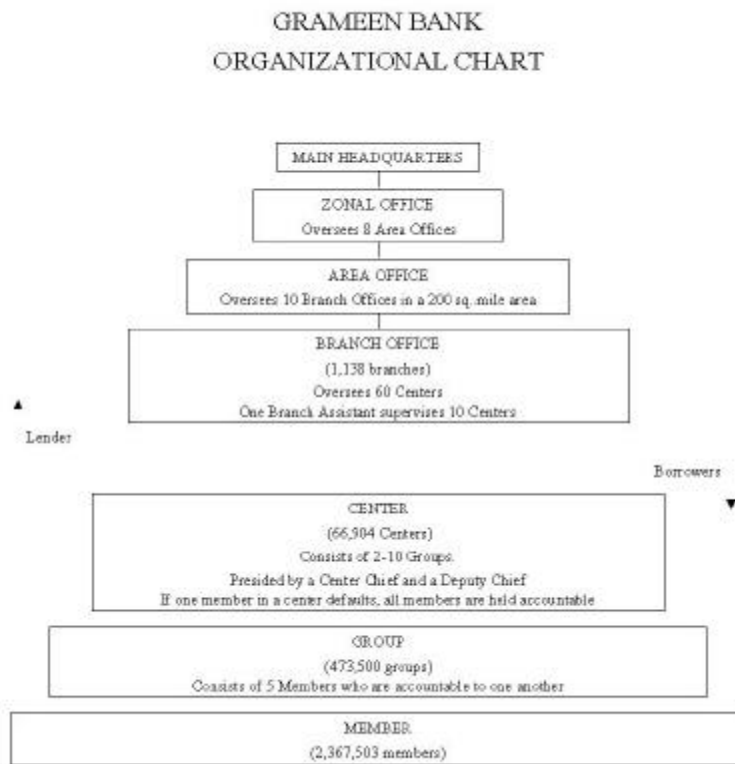 GRAMEEN BANK
ORGANIZATIONAL CHART
MAIN HEADQUARTERS
ZONAL OFFICE
Oversees 8 Area Offices
AREA OFFICE
Oversees 10 Branch Offices in a 200 sq. mile area
BRANCH OFFICE
(1,138 branches)
Oversees 60 Centers
One Branch Assistant supervises 10 Centers
Lender
Borrowers
CENTER
(66,904 Centers)
Consists of 2-10 Groups.
Presided by a Center Chief and a Deputy Chief
If one member in a center defaults, all members are held accountable
GROUP
(473,500 groups)
Consists of 5 Members who are accountable to one another
MEMBER
(2,367,503 members)